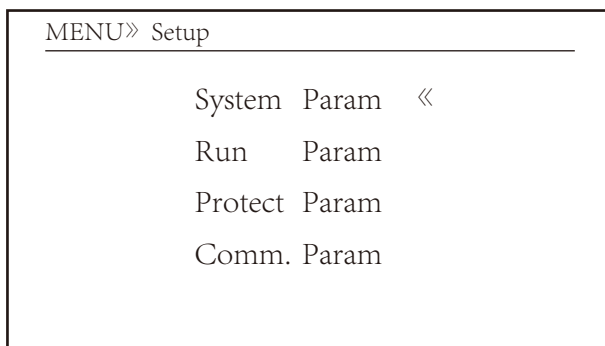 MENU》 Setup
System Param 《
Run Param
Protect Param
Comm. Param